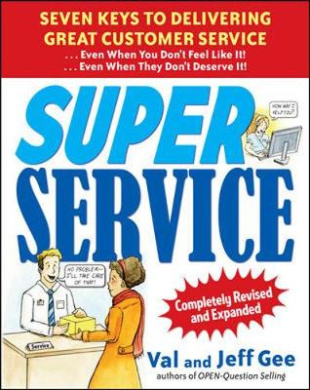 SEVEN KEYS TO DELIVERING
GREAT CUSTOMER SERVICE
. . . Even When You Don't Feel Like It!
. . . Even When They Don't Deserve It!
SUPER
HOW MAY I
HELP YOU?
SERVICE
NO PROBLEM—
I'LL TAKE CARE
OF THAT!
Service
Completely Revised
and Expanded
Val and Jeff Gee
authors of OPEN-Question Selling